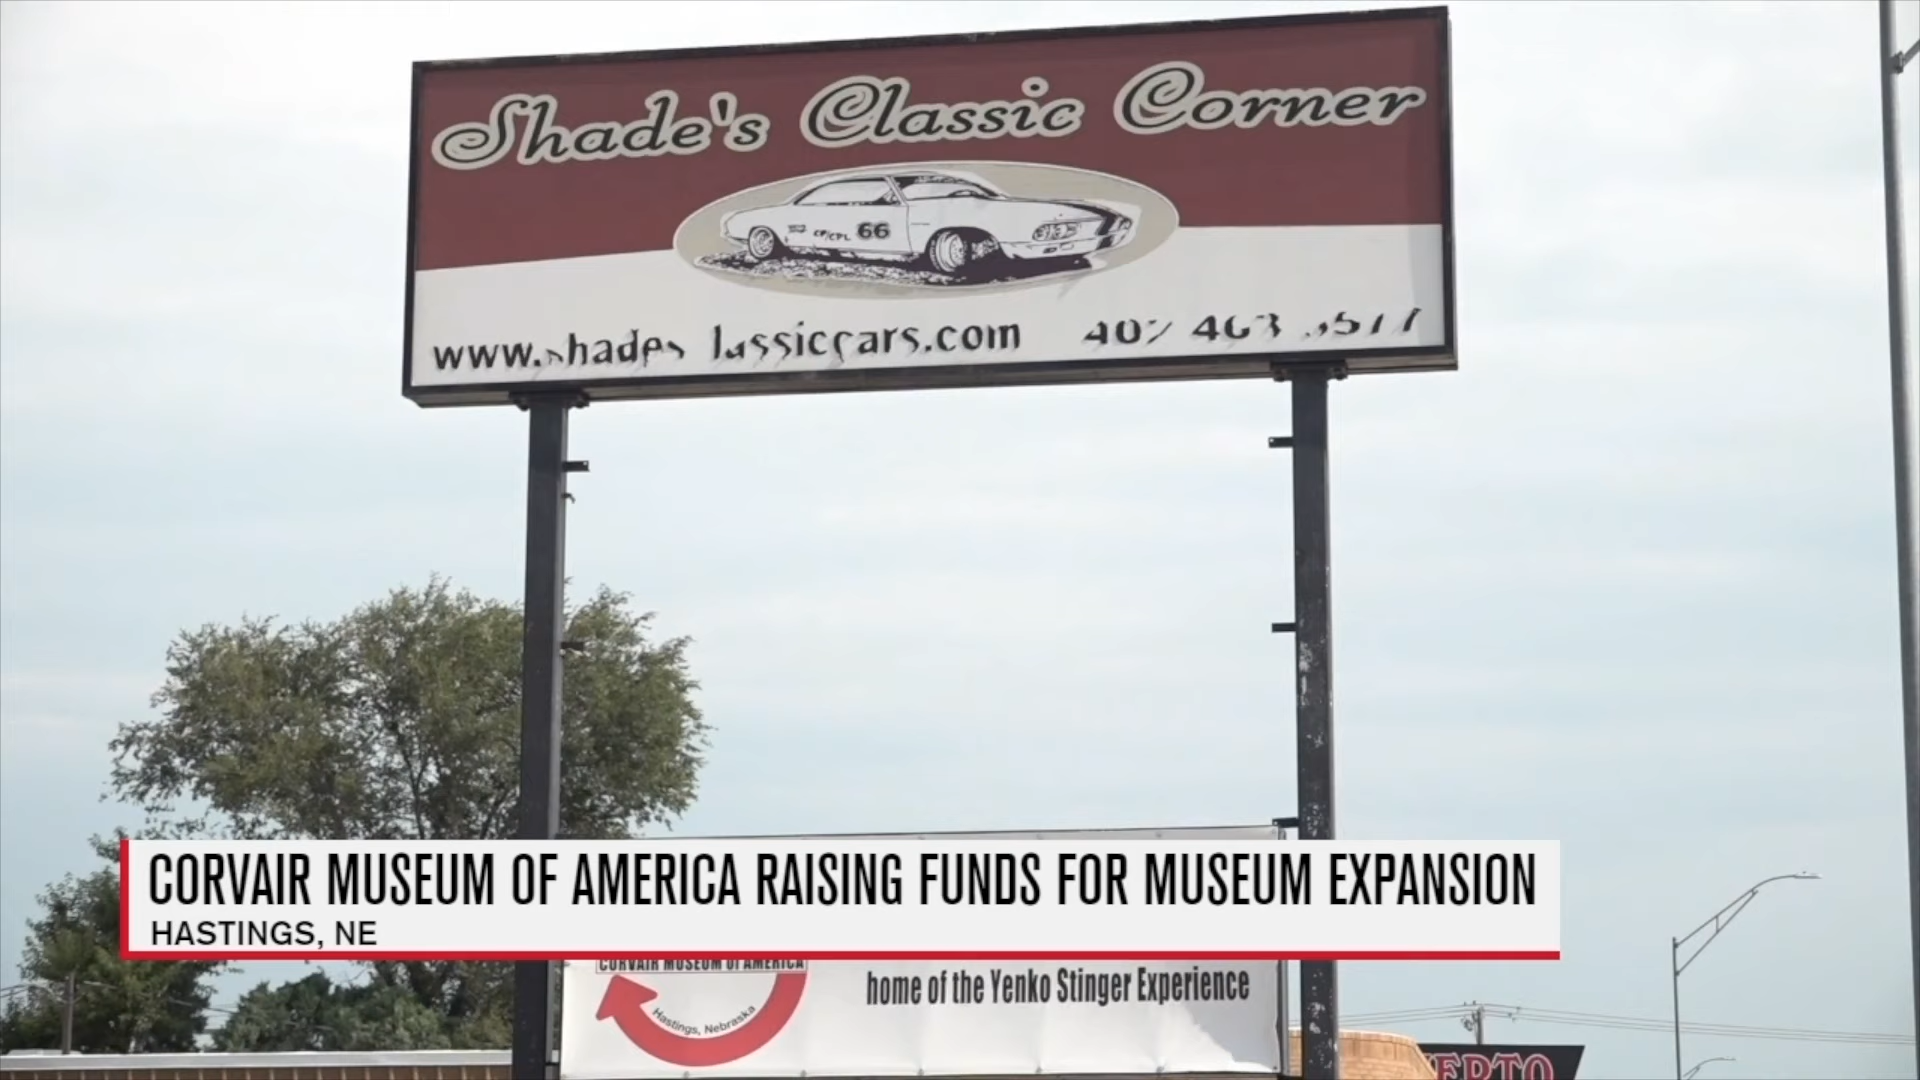 Shade's Classic Corner
66
CORVAIR MUSEUM OF AMERICA RAISING FUNDS FOR MUSEUM EXPANSION
HASTINGS, NE
CORVAIR MUSEUM OF AMERICA
home of the Yenko Stinger Experience
Hastings, Nebraska